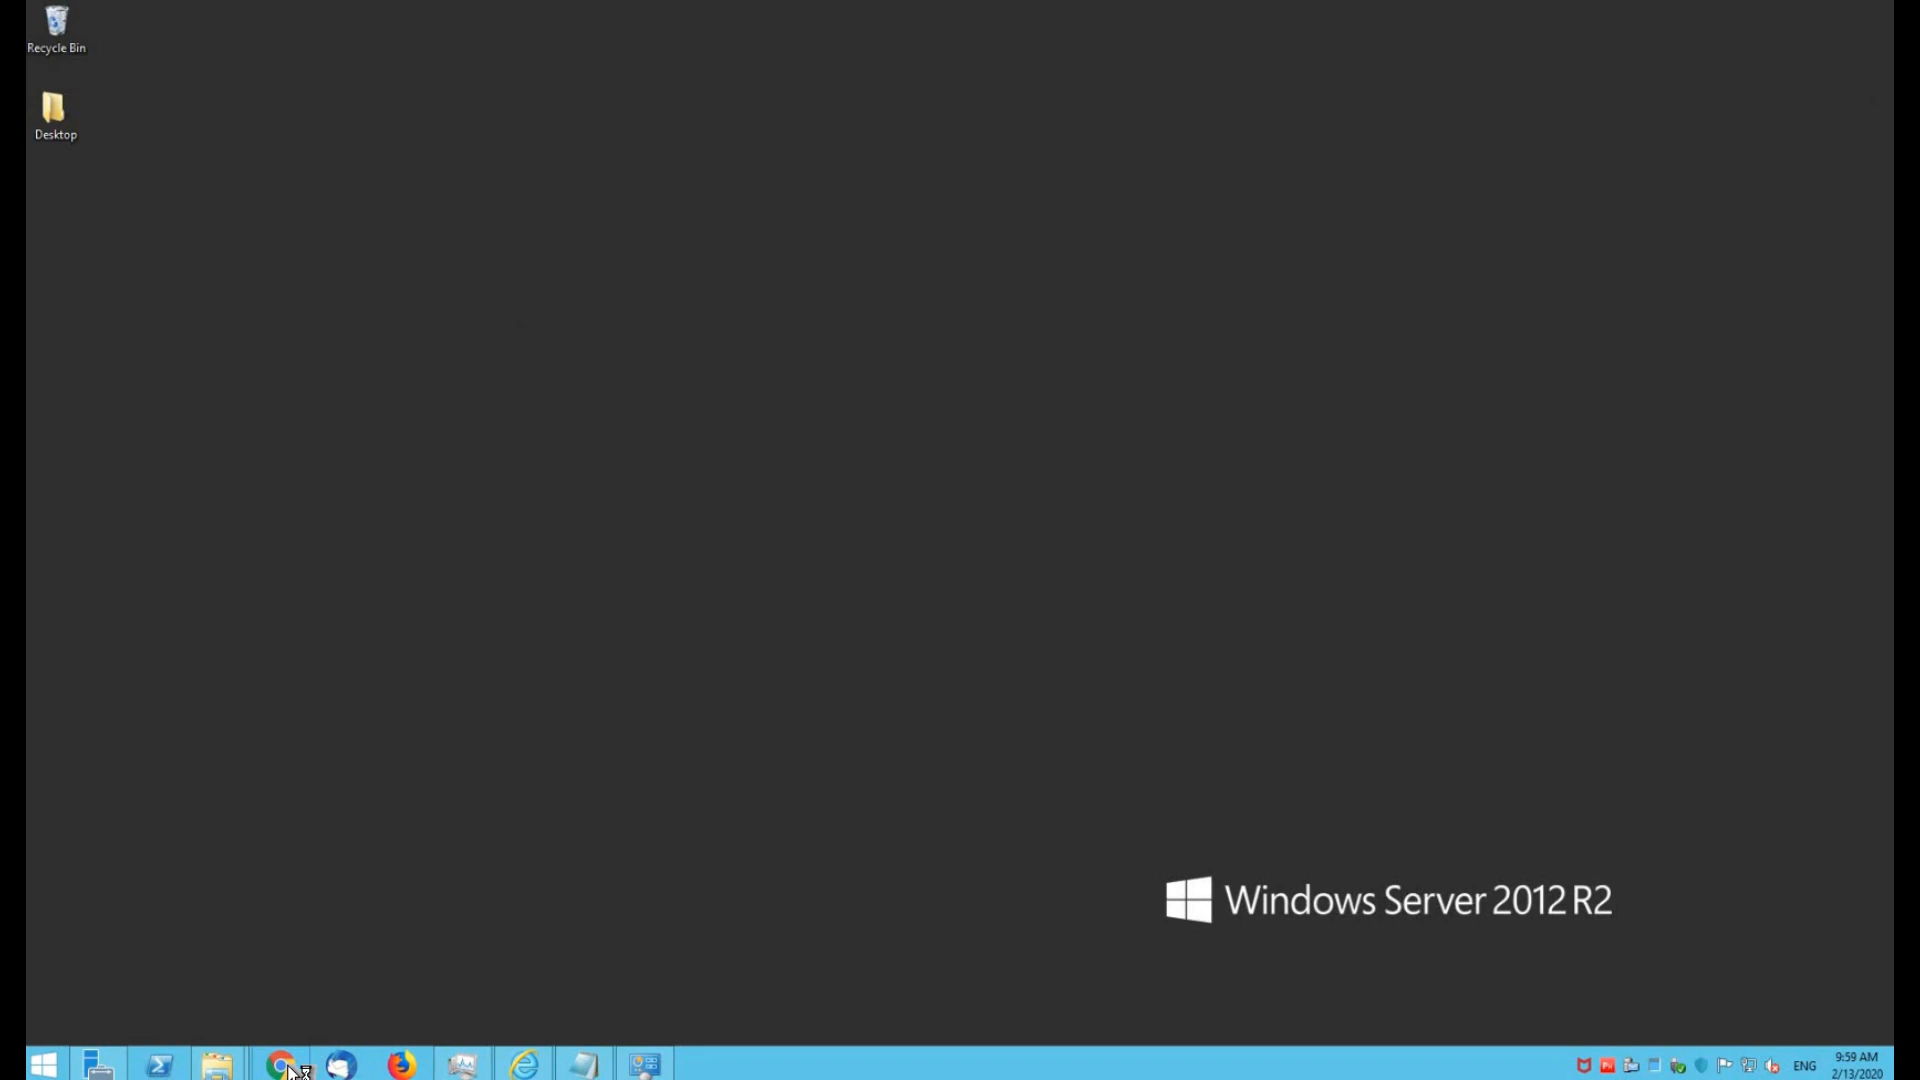 Recycle Bin
Desktop
Windows Server 2012 R2
ENG
9:59 AM
2/13/2020